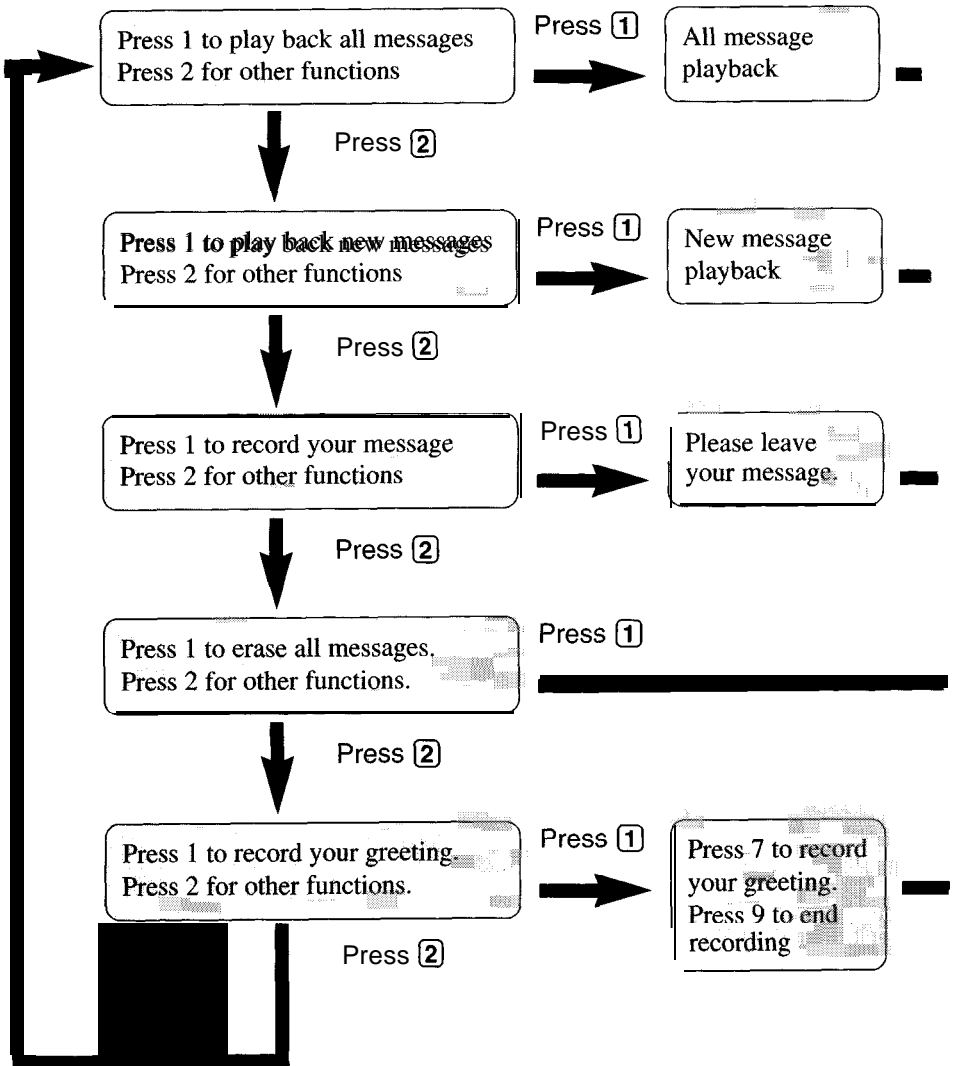 Press 1 to play back all messages
Press 2 for other functions
Press 1
All message
playback
Press 2
Press 1 to play back new messages
Press 2 for other functions
Press 1
New message
playback
Press 2
Press 1 to record your message
Press 2 for other functions
Press 1
Please leave
your message.
Press 2
Press 1 to erase all messages.
Press 2 for other functions.
Press 1
Press 2
Press 1 to record your greeting.
Press 2 for other functions.
Press 1
Press 7 to record
your greeting.
Press 9 to end
recording
Press 2